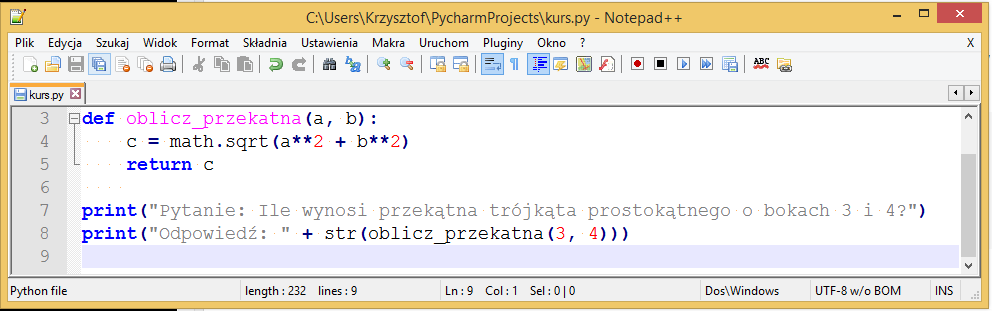 C:\Users\Krzysztof\PycharmProjects\kurs.py - Notepad++
Plik Edycja Szukaj Widok Format Składnia Ustawienia Makra Uruchom Pluginy Okno ? X
kurs.py
3 def oblicz_przekatna(a, b):
4 c = math.sqrt(a**2 + b**2)
5 return c
6
7 print("Pytanie: Ile wynosi przekątna trójkąta prostokątnego o bokach 3 i 4?")
8 print("Odpowiedź: " + str(oblicz_przekatna(3, 4)))
9
Python file length : 232 lines : 9 Ln : 9 Col : 1 Sel : 0 | 0 Dos\Windows UTF-8 w/o BOM INS